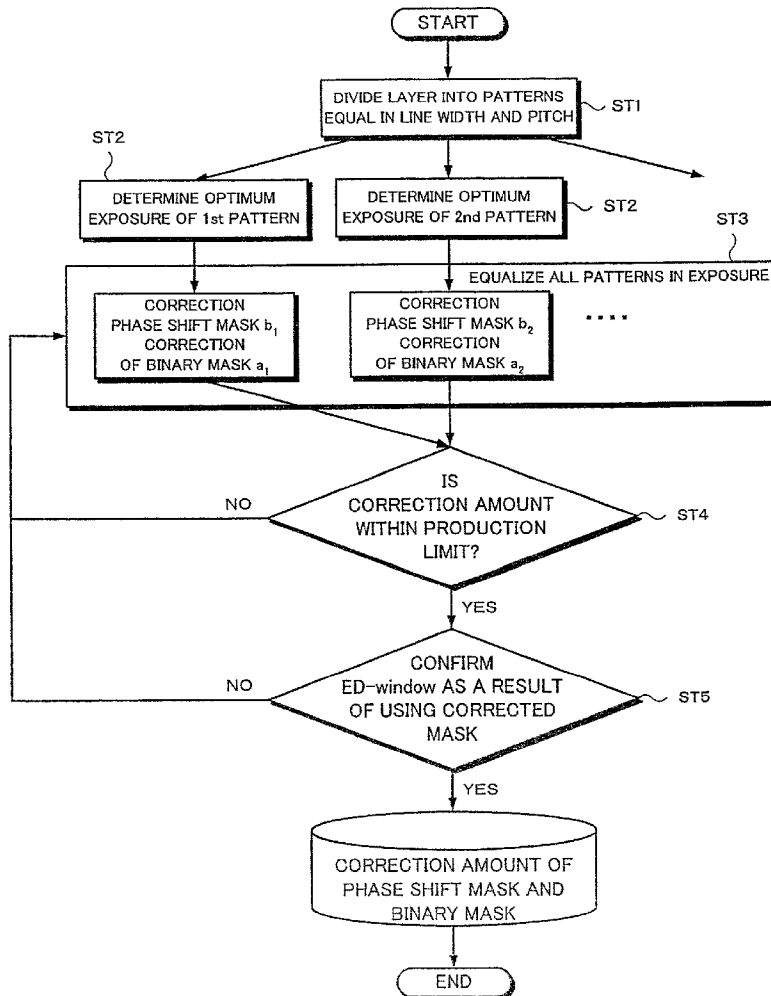 START
DIVIDE LAYER INTO PATTERNS
EQUAL IN LINE WIDTH AND PITCH
ST1
ST2
DETERMINE OPTIMUM
EXPOSURE OF 1st PATTERN
DETERMINE OPTIMUM
EXPOSURE OF 2nd PATTERN
ST2
ST3
EQUALIZE ALL PATTERNS IN EXPOSURE
CORRECTION
PHASE SHIFT MASK b₁
CORRECTION
OF BINARY MASK a₁
CORRECTION
PHASE SHIFT MASK b₂
CORRECTION
OF BINARY MASK a₂
....
IS
CORRECTION AMOUNT
WITHIN PRODUCTION
LIMIT?
NO
ST4
YES
CONFIRM
ED-window AS A RESULT
OF USING CORRECTED
MASK
NO
ST5
YES
CORRECTION AMOUNT OF
PHASE SHIFT MASK AND
BINARY MASK
END